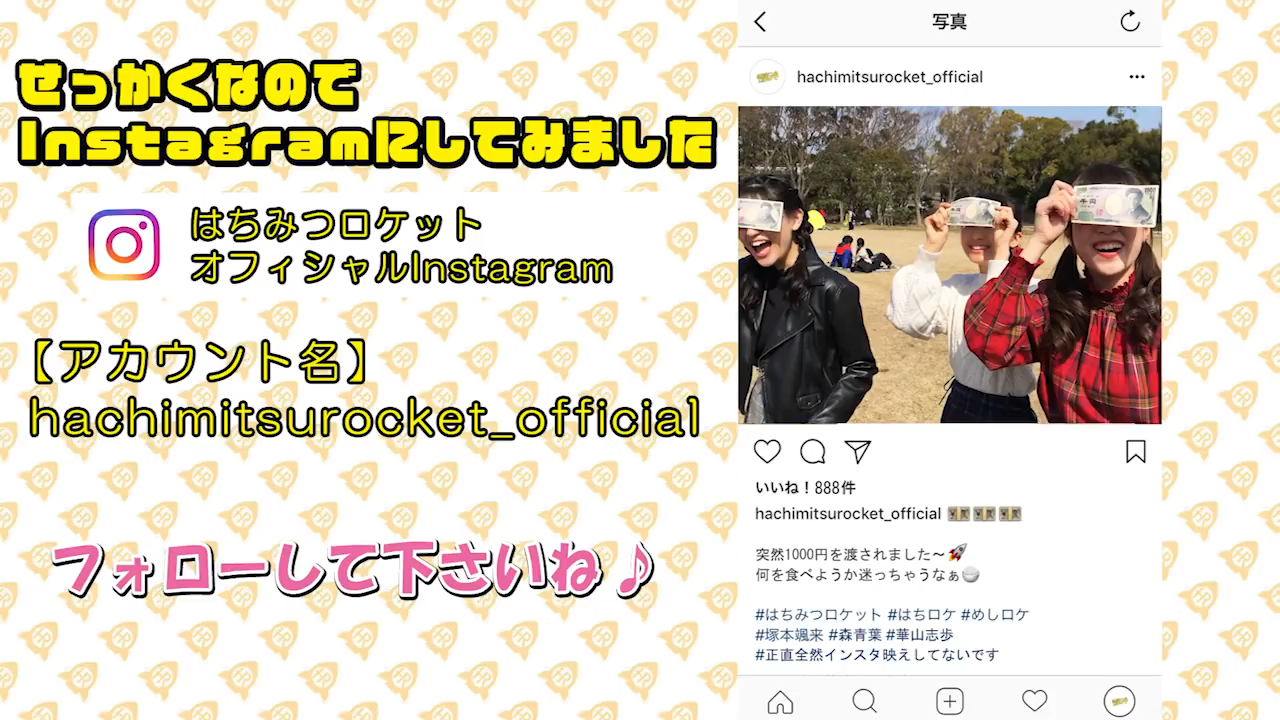 せっかくなので
Instagramにしてみました
はちみつロケット
オフィシャルInstagram
【アカウント名】
hachimitsurocket_official
フォローして下さいね♪
写真
hachimitsurocket_official
いいね！888件
hachimitsurocket_official 💴💴💴
突然1000円を渡されました〜🚀
何を食べようか迷っちゃうなぁ🍚
#はちみつロケット #はちロケ #めしロケ
#塚本颯来 #森青葉 #華山志歩
#正直全然インスタ映えしてないです